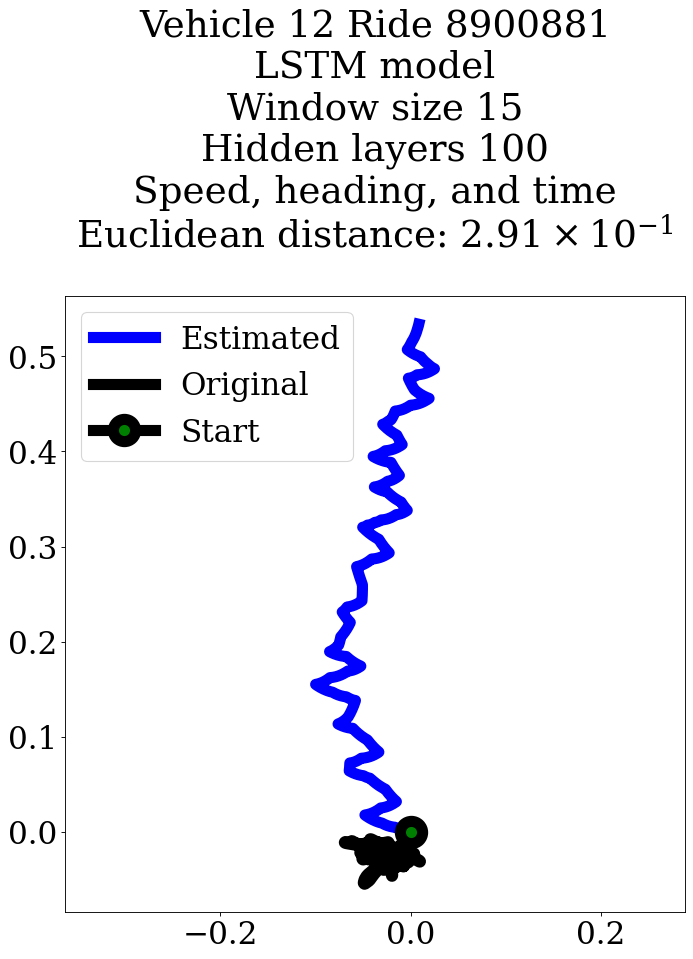 Vehicle 12 Ride 8900881
LSTM model
Window size 15
Hidden layers 100
Speed, heading, and time
Euclidean distance: 2.91 × 10⁻¹
Estimated
Original
Start
0.5
0.4
0.3
0.2
0.1
0.0
−0.2 0.0 0.2